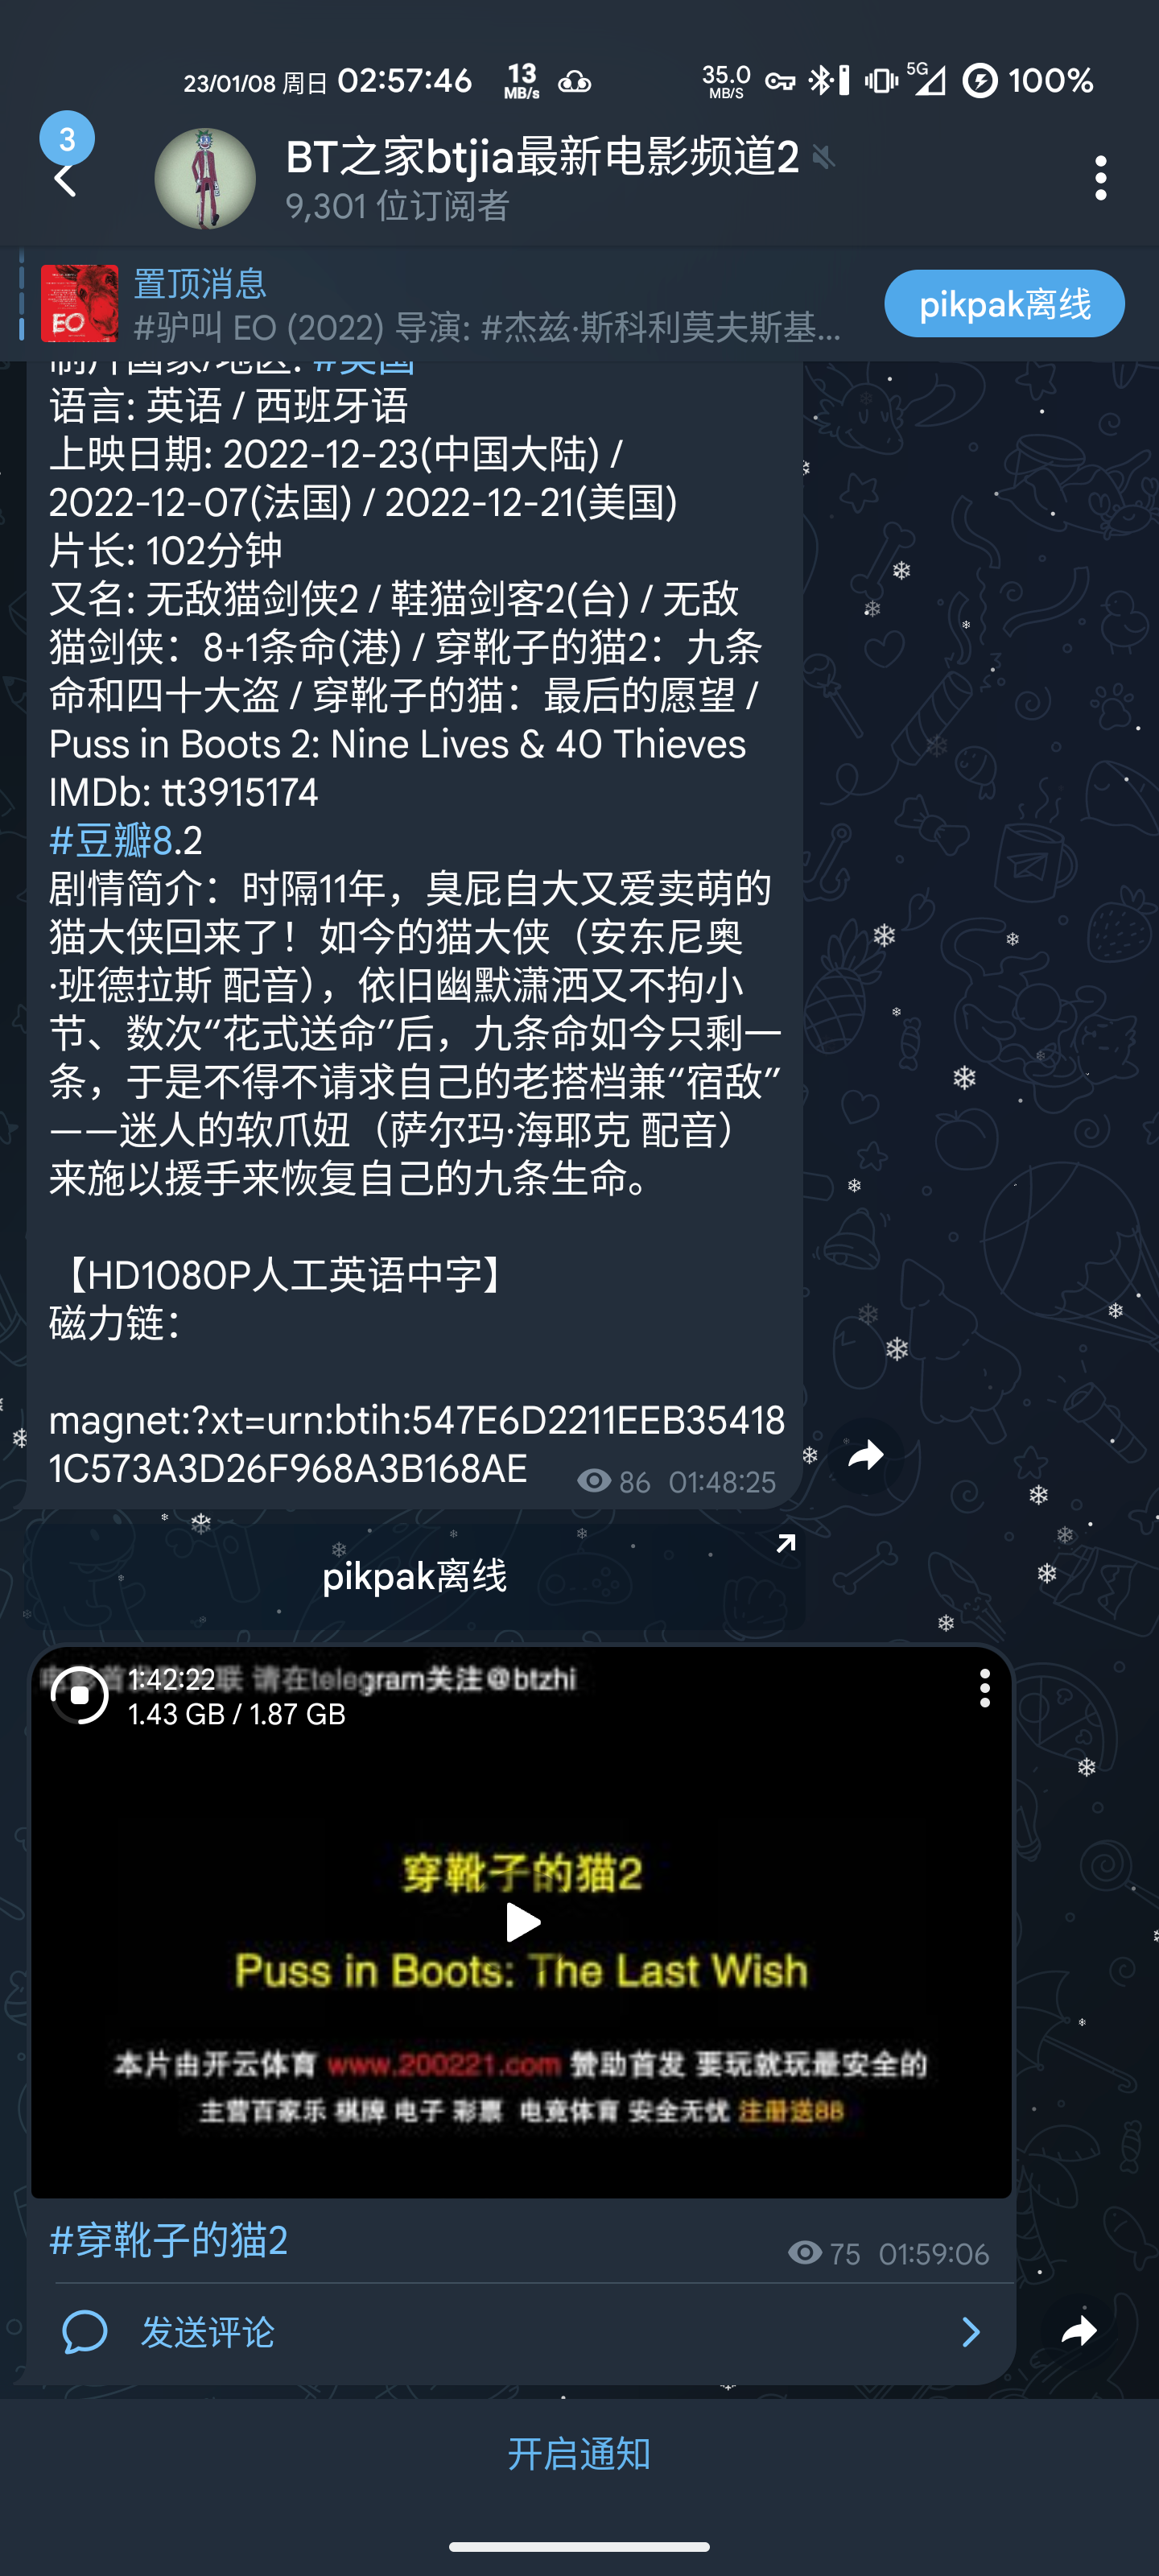 23/01/08 周日 02:57:46 13 MB/s 35.0 MB/S 5G 100%
3
BT之家btjia最新电影频道2
9,301 位订阅者
置顶消息
#驴叫 EO (2022) 导演: #杰兹·斯科利莫夫斯基...
EO
pikpak离线
制片国家/地区: #美国
语言: 英语 / 西班牙语
上映日期: 2022-12-23(中国大陆) /
2022-12-07(法国) / 2022-12-21(美国)
片长: 102分钟
又名: 无敌猫剑侠2 / 鞋猫剑客2(台) / 无敌
猫剑侠：8+1条命(港) / 穿靴子的猫2：九条
命和四十大盗 / 穿靴子的猫：最后的愿望 /
Puss in Boots 2: Nine Lives & 40 Thieves
IMDb: tt3915174
#豆瓣8.2
剧情简介：时隔11年，臭屁自大又爱卖萌的
猫大侠回来了！如今的猫大侠（安东尼奥
·班德拉斯 配音），依旧幽默潇洒又不拘小
节、数次“花式送命”后，九条命如今只剩一
条，于是不得不请求自己的老搭档兼“宿敌”
——迷人的软爪妞（萨尔玛·海耶克 配音）
来施以援手来恢复自己的九条生命。
【HD1080P人工英语中字】
磁力链：
magnet:?xt=urn:btih:547E6D2211EEB35418
1C573A3D26F968A3B168AE
86 01:48:25
pikpak离线
请在telegram关注@btzhi
1:42:22
1.43 GB / 1.87 GB
穿靴子的猫2
Puss in Boots: The Last Wish
本片由开云体育 www.200221.com 赞助首发 要玩就玩最安全的
主营百家乐 棋牌 电子 彩票 电竞体育 安全无忧 注册送88
#穿靴子的猫2
75 01:59:06
发送评论
开启通知